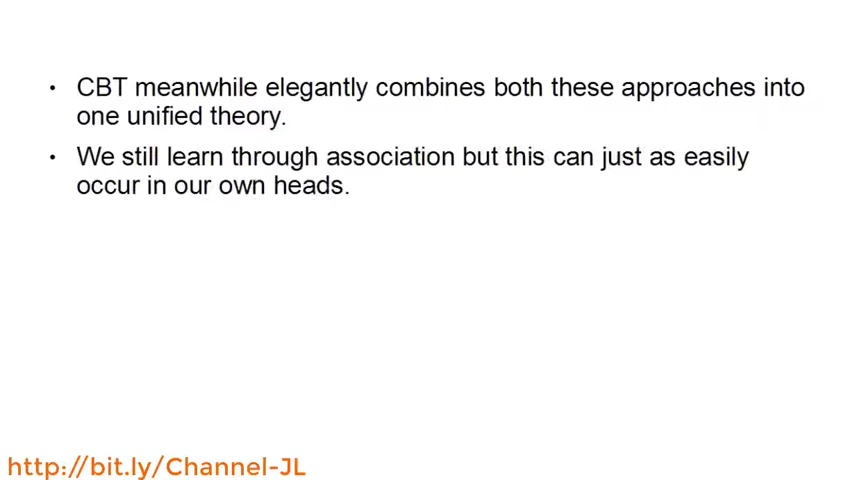 • CBT meanwhile elegantly combines both these approaches into
one unified theory.
• We still learn through association but this can just as easily
occur in our own heads.
http://bit.ly/Channel-JL